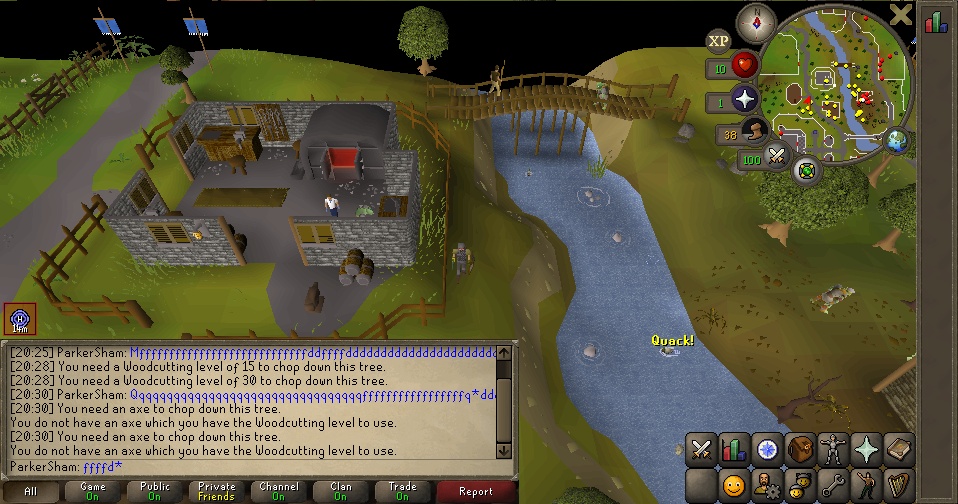 N
XP
10
1
38
100
14m
Quack!
[20:25] ParkerSham:
[20:28] You need a Woodcutting level of 15 to chop down this tree.
[20:28] You need a Woodcutting level of 30 to chop down this tree.
[20:30] ParkerSham:
[20:30] You need an axe to chop down this tree.
You do not have an axe which you have the Woodcutting level to use.
[20:30] You need an axe to chop down this tree.
You do not have an axe which you have the Woodcutting level to use.
ParkerSham: ffffd*
All
Game
On
Public
On
Private
Friends
Channel
On
Clan
On
Trade
On
Report